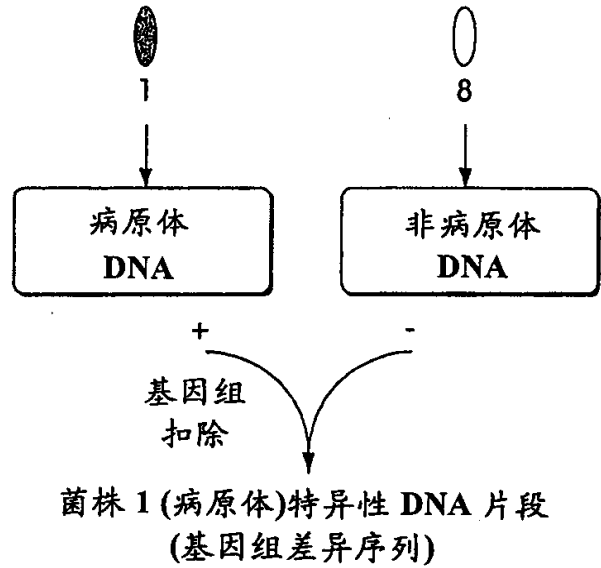 1
8
病原体
DNA
非病原体
DNA
+
-
基因组
扣除
菌株 1 (病原体)特异性 DNA 片段
(基因组差异序列)